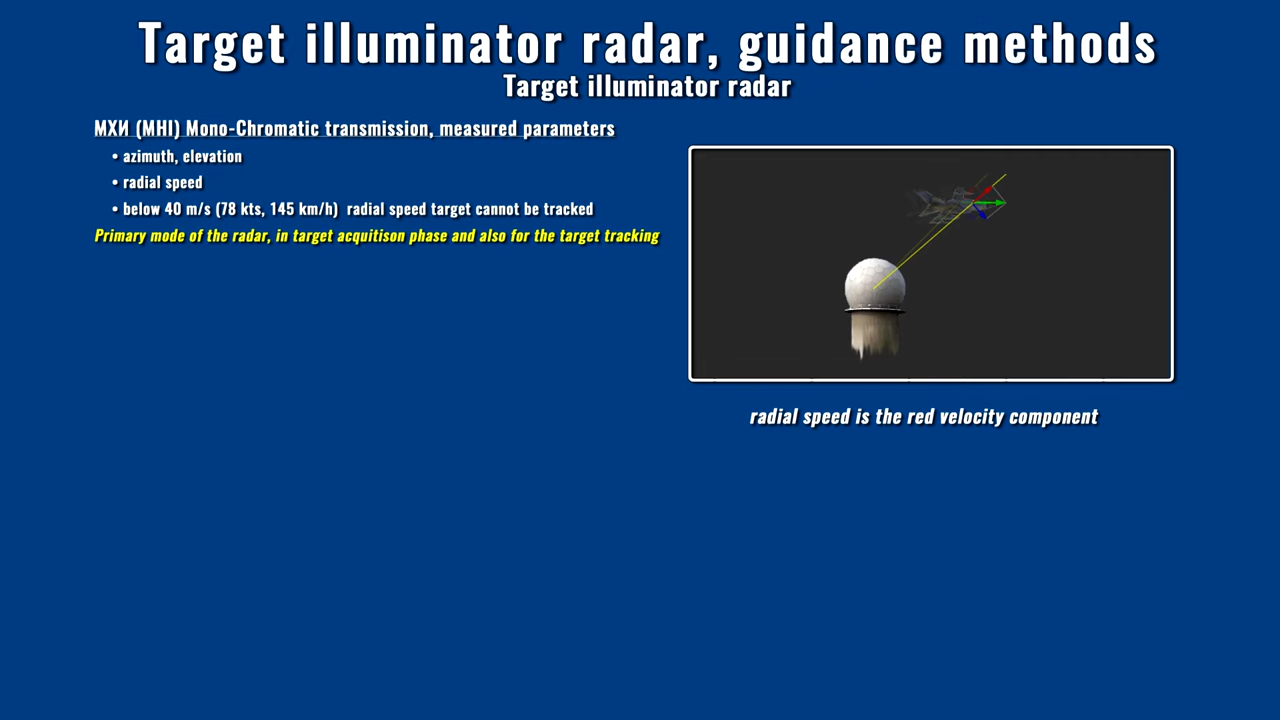 Target illuminator radar, guidance methods
Target illuminator radar
МХИ (MHI) Mono-Chromatic transmission, measured parameters
• azimuth, elevation
• radial speed
• below 40 m/s (78 kts, 145 km/h) radial speed target cannot be tracked
Primary mode of the radar, in target acquitison phase and also for the target tracking
radial speed is the red velocity component